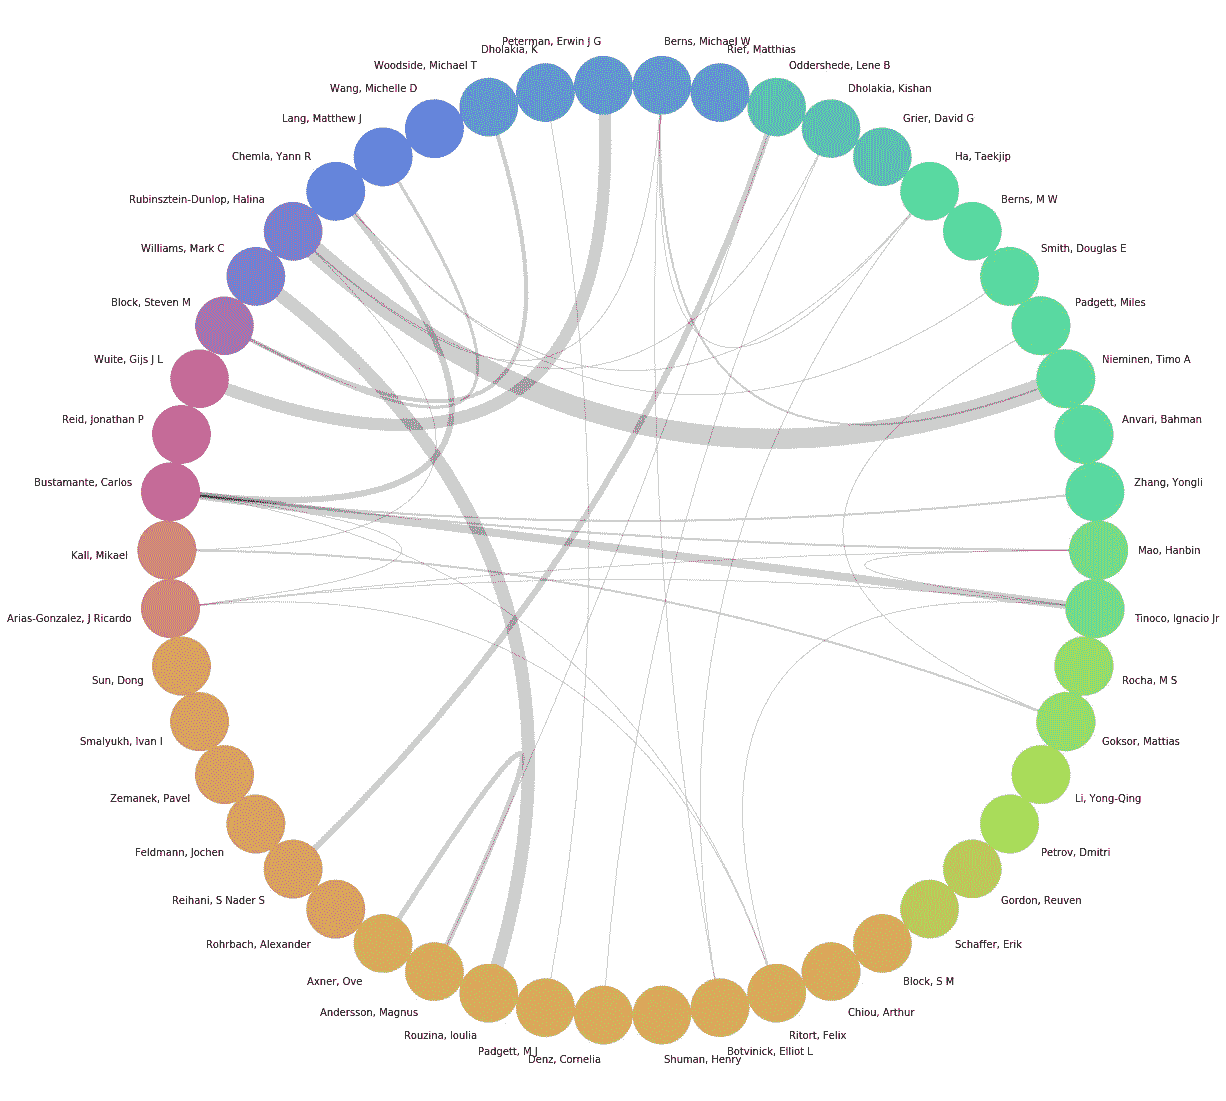 Peterman, Erwin J G
Berns, Michael W
Dholakia, K
Rief, Matthias
Woodside, Michael T
Oddershede, Lene B
Wang, Michelle D
Dholakia, Kishan
Lang, Matthew J
Grier, David G
Chemla, Yann R
Ha, Taekjip
Rubinsztein-Dunlop, Halina
Berns, M W
Williams, Mark C
Smith, Douglas E
Block, Steven M
Padgett, Miles
Wuite, Gijs J L
Nieminen, Timo A
Reid, Jonathan P
Anvari, Bahman
Bustamante, Carlos
Zhang, Yongli
Kall, Mikael
Mao, Hanbin
Arias-Gonzalez, J Ricardo
Tinoco, Ignacio Jr
Sun, Dong
Rocha, M S
Smalyukh, Ivan I
Goksor, Mattias
Zemanek, Pavel
Li, Yong-Qing
Feldmann, Jochen
Petrov, Dmitri
Reihani, S Nader S
Gordon, Reuven
Rohrbach, Alexander
Schaffer, Erik
Axner, Ove
Block, S M
Andersson, Magnus
Chiou, Arthur
Rouzina, Ioulia
Ritort, Felix
Padgett, M J
Botvinick, Elliot L
Denz, Cornelia
Shuman, Henry